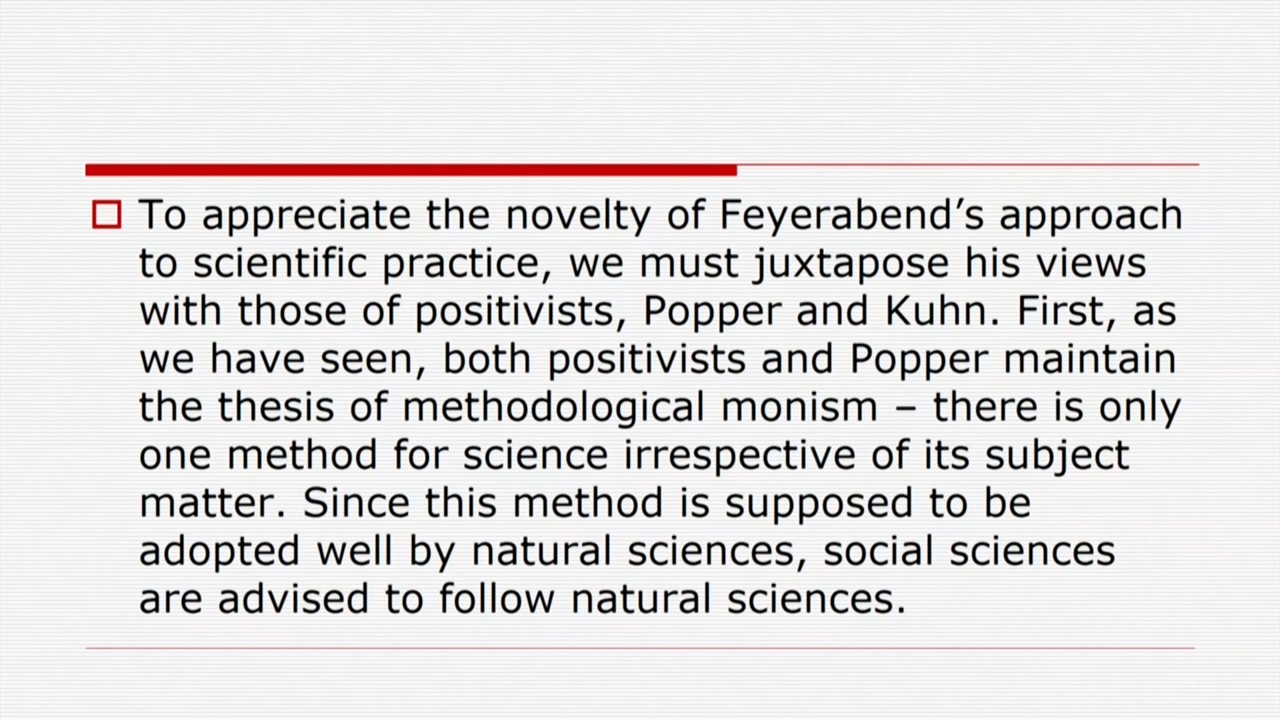 To appreciate the novelty of Feyerabend’s approach
to scientific practice, we must juxtapose his views
with those of positivists, Popper and Kuhn. First, as
we have seen, both positivists and Popper maintain
the thesis of methodological monism – there is only
one method for science irrespective of its subject
matter. Since this method is supposed to be
adopted well by natural sciences, social sciences
are advised to follow natural sciences.